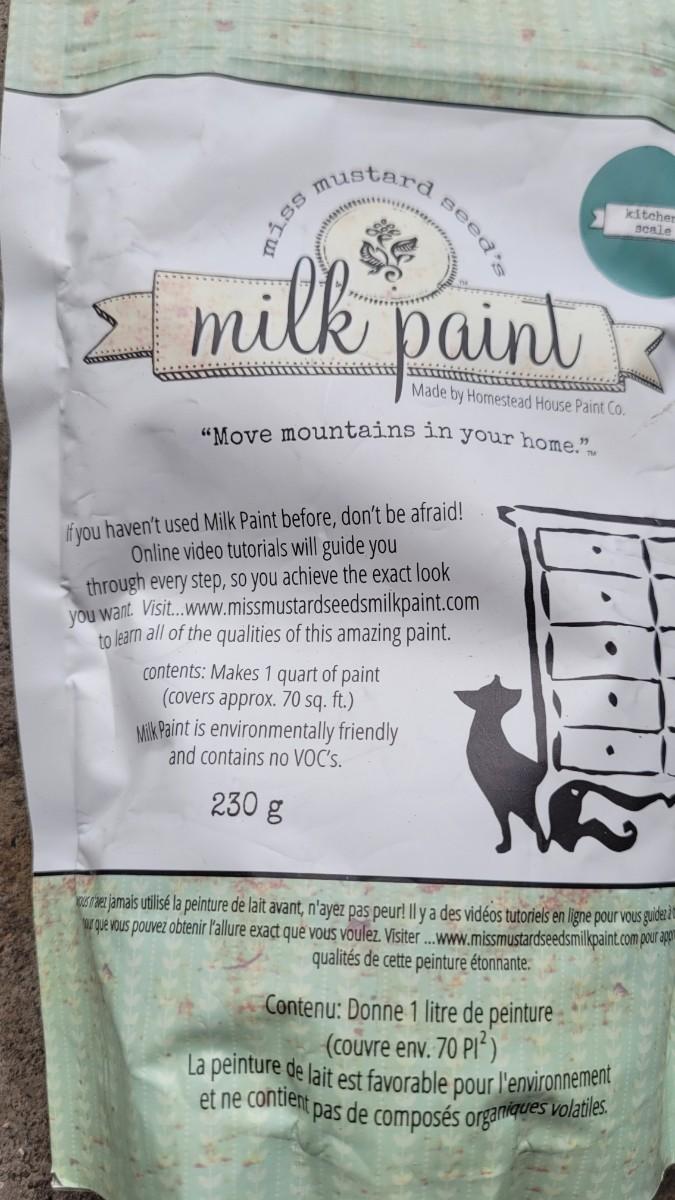 miss mustard seed's
TM
kitchen
scale
milk paint
Made by Homestead House Paint Co.
“Move mountains in your home.”TM
If you haven't used Milk Paint before, don't be afraid!
Online video tutorials will guide you
through every step, so you achieve the exact look
you want. Visit...www.missmustardseedsmilkpaint.com
to learn all of the qualities of this amazing paint.
contents: Makes 1 quart of paint
(covers approx. 70 sq. ft.)
Milk Paint is environmentally friendly
and contains no VOC's.
230 g
vous n'avez jamais utilisé la peinture de lait avant, n'ayez pas peur! Il y a des vidéos tutoriels en ligne pour vous guidez à
que vous pouvez obtenir l'allure exact que vous voulez. Visiter ...www.missmustardseedsmilkpaint.com pour
qualités de cette peinture étonnante.
Contenu: Donne 1 litre de peinture
(couvre env. 70 PI²)
La peinture de lait est favorable pour l'environnement
et ne contient pas de composés organiques volatiles.